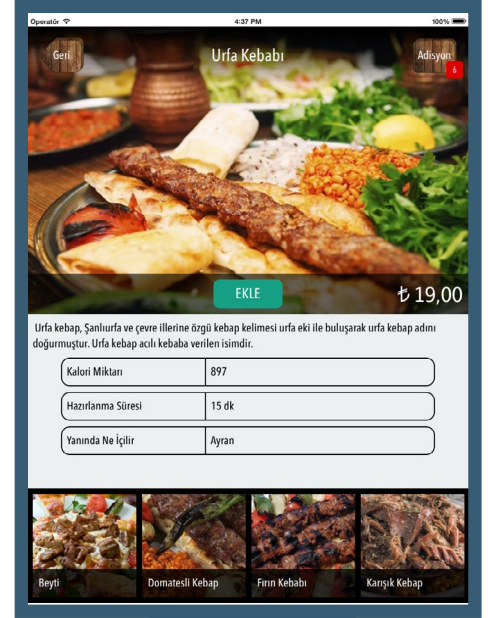 Operatör 4:37 PM 100%
Geri Urfa Kebabı Adisyon
6
EKLE ₺ 19,00
Urfa kebap, Şanlıurfa ve çevre illerine özgü kebap kelimesi urfa eki ile buluşarak urfa kebap adını
doğurmuştur. Urfa kebap acılı kebaba verilen isimdir.
Kalori Miktarı 897
Hazırlanma Süresi 15 dk
Yanında Ne İçilir Ayran
Beyti Domatesli Kebap Fırın Kebabı Karışık Kebap